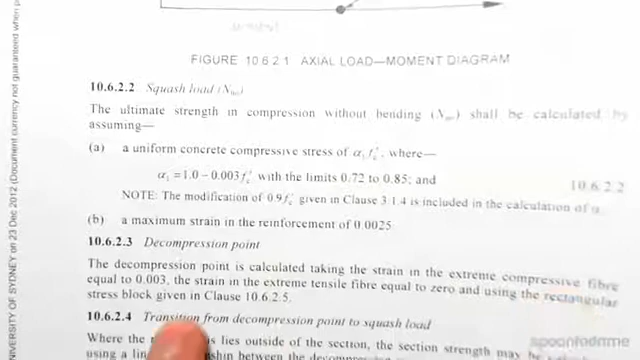 FIGURE 10.6.2.1 AXIAL LOAD—MOMENT DIAGRAM
10.6.2.2 Squash load (Nuo)
The ultimate strength in compression without bending (Nuo) shall be calculated by
assuming—
(a) a uniform concrete compressive stress of α₁f′c, where—
α₁ = 1.0 – 0.003f′c with the limits 0.72 to 0.85; and
10.6.2.2
NOTE: The modification of 0.9f′c given in Clause 3.1.4 is included in the calculation of α
(b) a maximum strain in the reinforcement of 0.0025
10.6.2.3 Decompression point
The decompression point is calculated taking the strain in the extreme compressive fibre
equal to 0.003, the strain in the extreme tensile fibre equal to zero and using the rectangular
stress block given in Clause 10.6.2.5.
10.6.2.4 Transition from decompression point to squash load
Where the lies outside of the section, the section strength may be
using a between the
UNIVERSITY OF SYDNEY on 23 Dec 2012 (Document currency not guaranteed when
spoonfodme